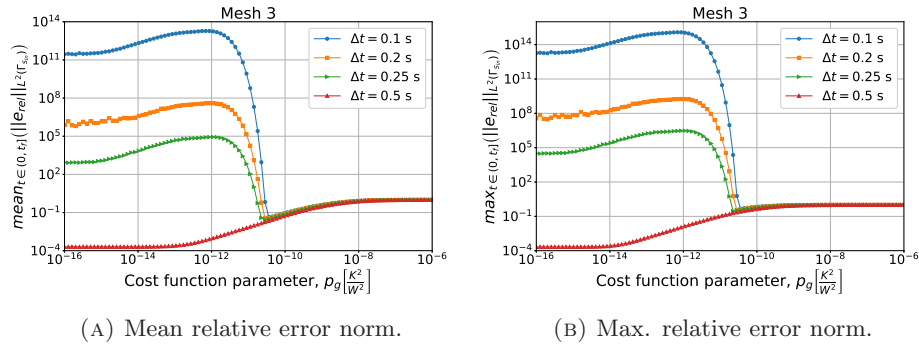 Mesh 3
mean_{t ∈ (0, t_f]}(||e_{rel}||_{L^2(Γ_{s_{in}})})
10^14
10^11
10^8
10^5
10^2
10^−1
10^−4
Δt = 0.1 s
Δt = 0.2 s
Δt = 0.25 s
Δt = 0.5 s
10^−16 10^−14 10^−12 10^−10 10^−8 10^−6
Cost function parameter, p_g[K^2/W^2]
(A) Mean relative error norm.
Mesh 3
max_{t ∈ (0, t_f]}(||e_{rel}||_{L^2(Γ_{s_{in}})})
10^14
10^11
10^8
10^5
10^2
10^−1
10^−4
Δt = 0.1 s
Δt = 0.2 s
Δt = 0.25 s
Δt = 0.5 s
10^−16 10^−14 10^−12 10^−10 10^−8 10^−6
Cost function parameter, p_g[K^2/W^2]
(B) Max. relative error norm.